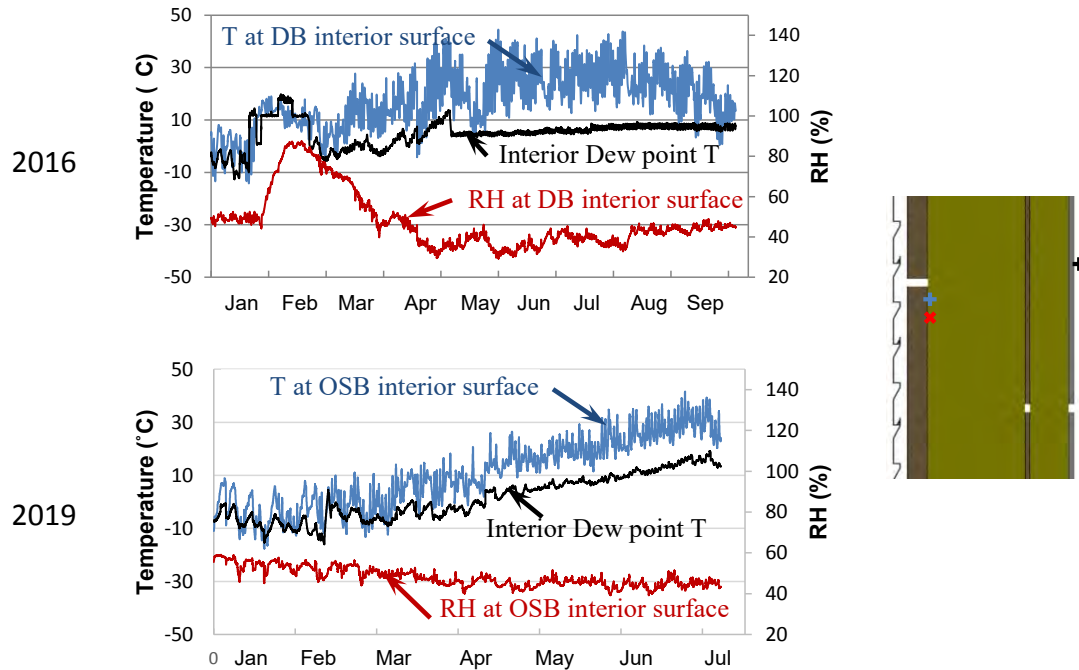 2016
Temperature ( C)
50
30
10
-10
-30
-50
T at DB interior surface
Interior Dew point T
RH at DB interior surface
140
120
100
80
60
40
20
RH (%)
Jan Feb Mar Apr May Jun Jul Aug Sep
2019
Temperature (˚C)
50
30
10
-10
-30
-50
T at OSB interior surface
Interior Dew point T
RH at OSB interior surface
140
120
100
80
60
40
20
RH (%)
0 Jan Feb Mar Apr May Jun Jul